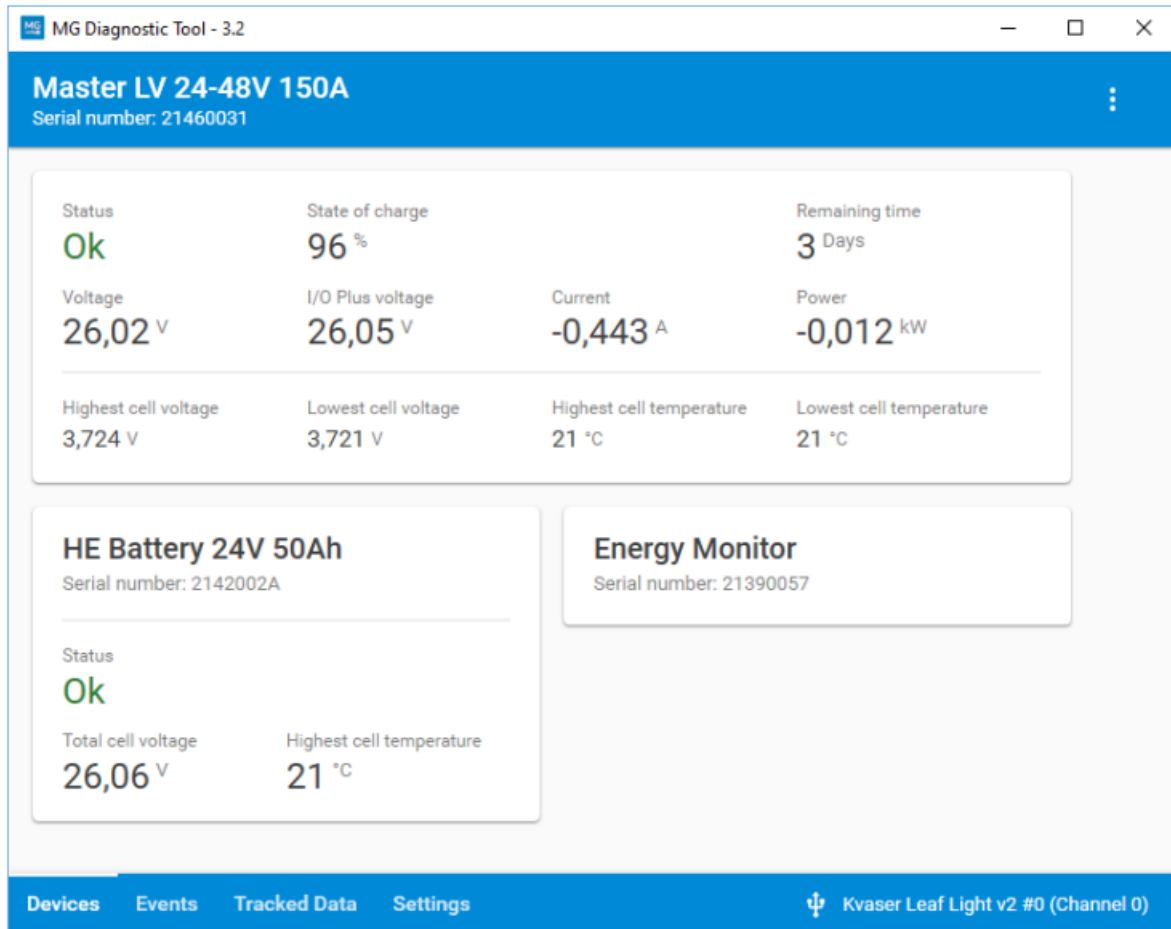 MG
MG Diagnostic Tool - 3.2
Master LV 24-48V 150A
Serial number: 21460031
Status State of charge Remaining time
Ok 96 % 3 Days
Voltage I/O Plus voltage Current Power
26,02 V 26,05 V -0,443 A -0,012 kW
Highest cell voltage Lowest cell voltage Highest cell temperature Lowest cell temperature
3,724 V 3,721 V 21 °C 21 °C
HE Battery 24V 50Ah
Serial number: 2142002A
Status
Ok
Total cell voltage Highest cell temperature
26,06 V 21 °C
Energy Monitor
Serial number: 21390057
Devices Events Tracked Data Settings Kvaser Leaf Light v2 #0 (Channel 0)